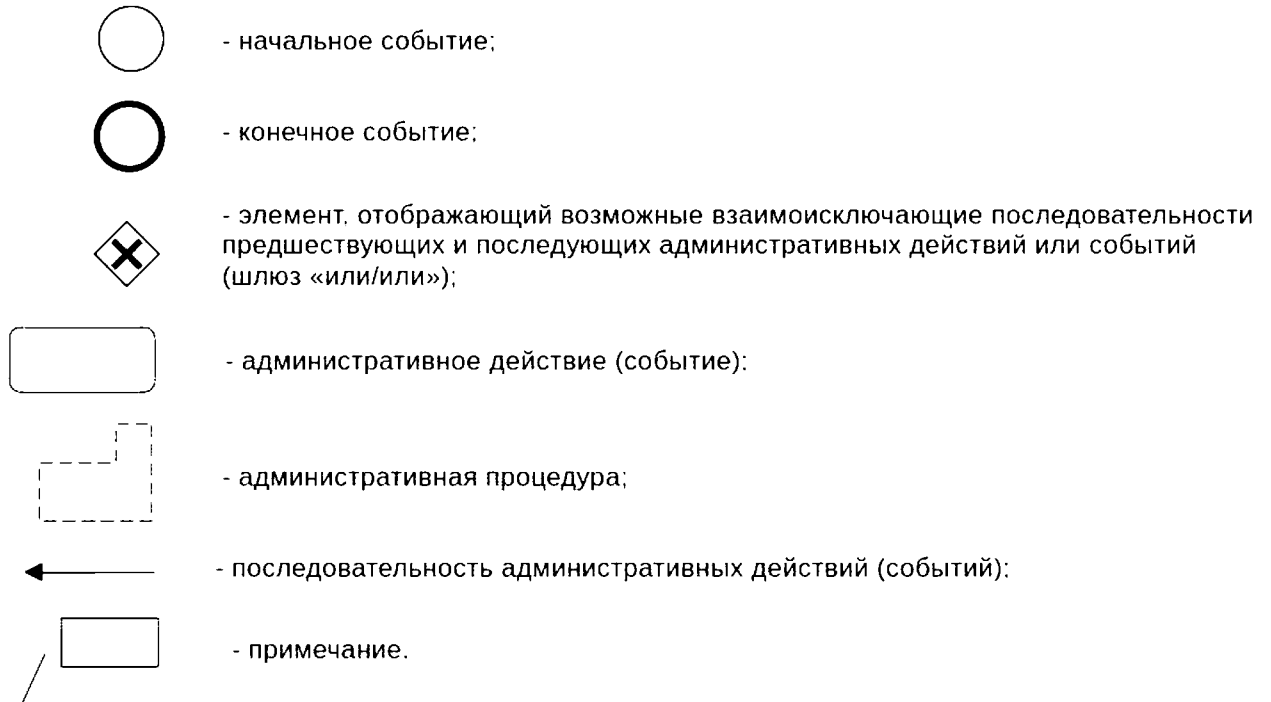 - начальное событие;
- конечное событие;
- элемент, отображающий возможные взаимоисключающие последовательности
предшествующих и последующих административных действий или событий
(шлюз «или/или»);
- административное действие (событие);
- административная процедура;
- последовательность административных действий (событий);
- примечание.